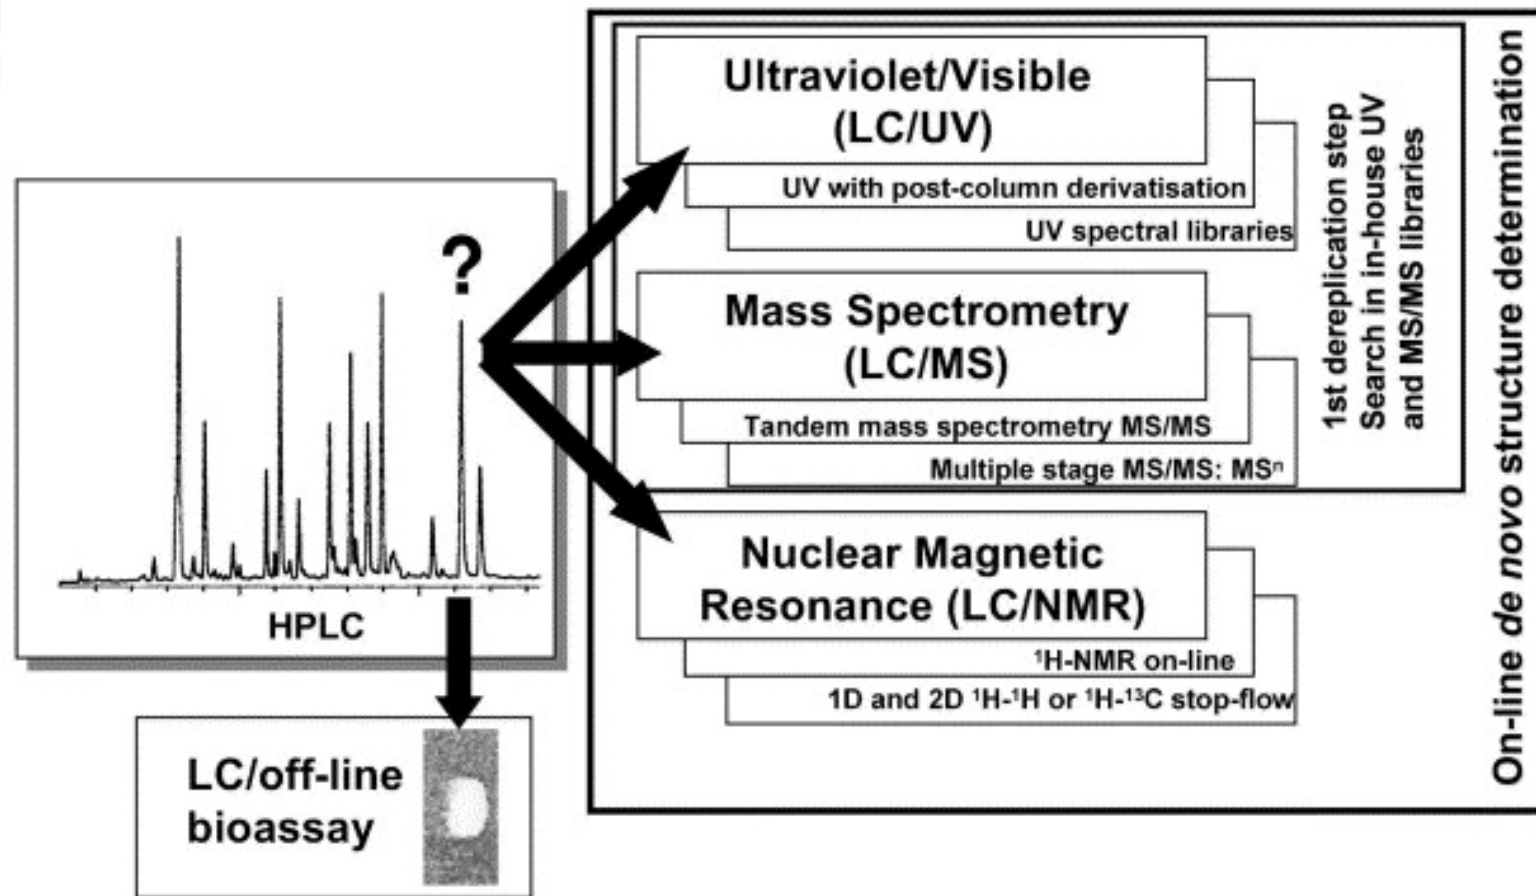 ?
HPLC
LC/off-line
bioassay
Ultraviolet/Visible
(LC/UV)
UV with post-column derivatisation
UV spectral libraries
Mass Spectrometry
(LC/MS)
Tandem mass spectrometry MS/MS
Multiple stage MS/MS: MSⁿ
1st dereplication step
Search in in-house UV
and MS/MS libraries
Nuclear Magnetic
Resonance (LC/NMR)
¹H-NMR on-line
1D and 2D ¹H-¹H or ¹H-¹³C stop-flow
On-line de novo structure determination